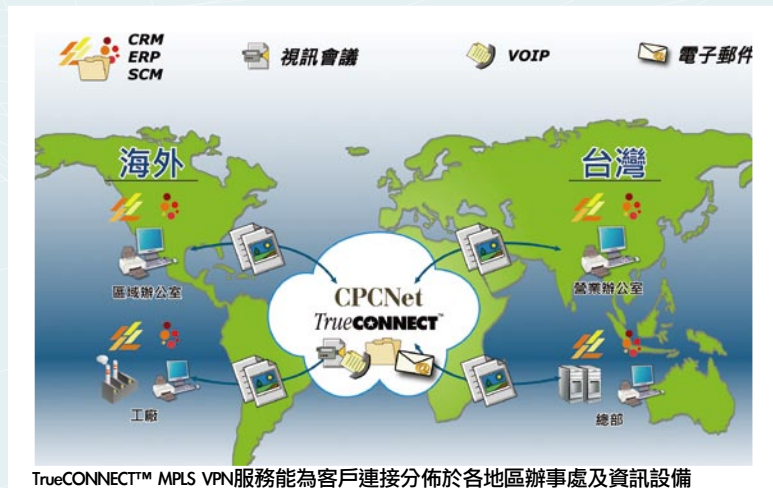 CRM
ERP
SCM
視訊會議
VOIP
電子郵件
海外
台灣
區域辦公室
營業辦公室
CPCNet
TrueCONNECT™
工廠
總部
TrueCONNECT™ MPLS VPN服務能為客戶連接分佈於各地區辦事處及資訊設備